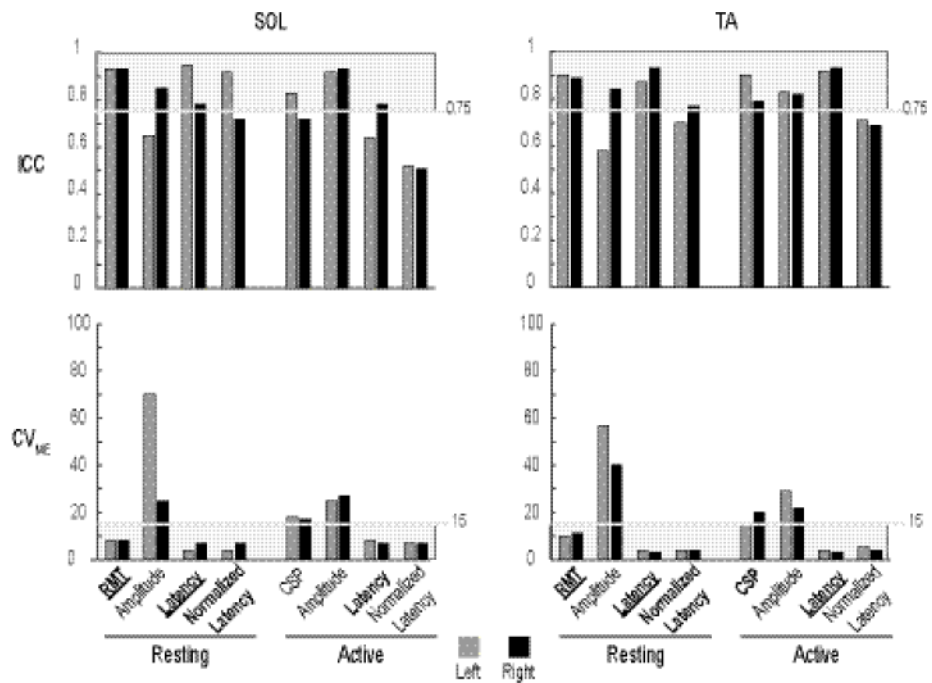 SOL
TA
ICC
1
0.8
0.6
0.4
0.2
0
0.75
1
0.8
0.6
0.4
0.2
0
0.75
CV ME
100
80
60
40
20
0
15
100
80
60
40
20
0
15
RMT
Amplitude
Latency
Normalized Latency
CSP
Amplitude
Latency
Normalized Latency
RMT
Amplitude
Latency
Normalized Latency
CSP
Amplitude
Latency
Normalized Latency
Resting
Active
Resting
Active
Left
Right